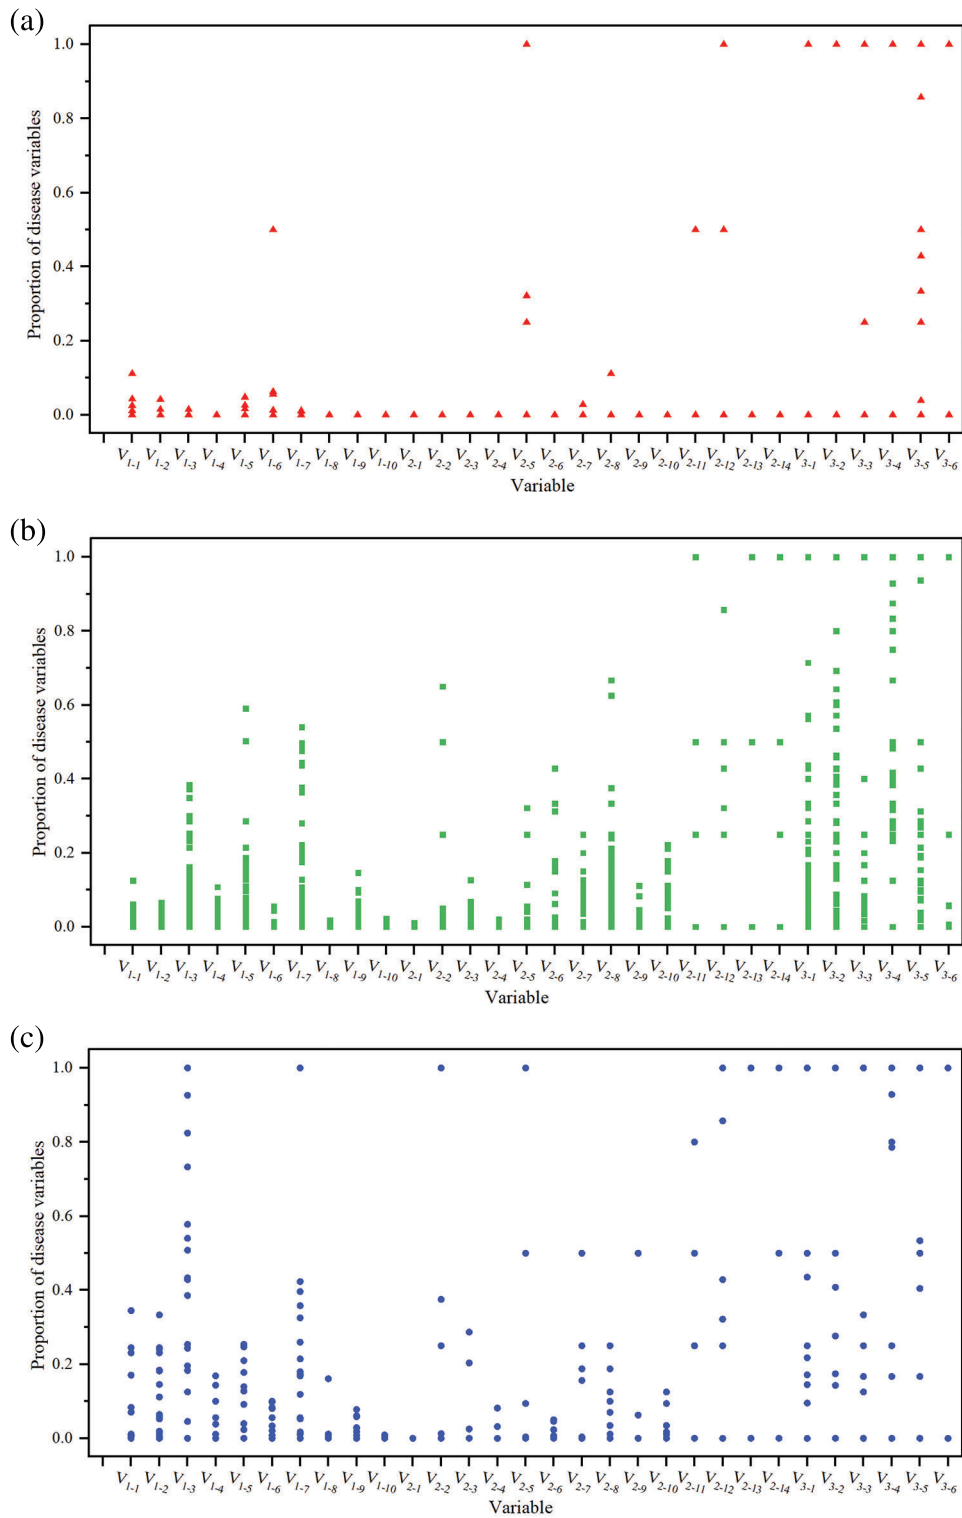 (a)
Proportion of disease variables
1.0
0.8
0.6
0.4
0.2
0.0
V1-1 V1-2 V1-3 V1-4 V1-5 V1-6 V1-7 V1-8 V1-9 V1-10 V2-1 V2-2 V2-3 V2-4 V2-5 V2-6 V2-7 V2-8 V2-9 V2-10 V2-11 V2-12 V2-13 V2-14 V3-1 V3-2 V3-3 V3-4 V3-5 V3-6
Variable
(b)
Proportion of disease variables
1.0
0.8
0.6
0.4
0.2
0.0
V1-1 V1-2 V1-3 V1-4 V1-5 V1-6 V1-7 V1-8 V1-9 V1-10 V2-1 V2-2 V2-3 V2-4 V2-5 V2-6 V2-7 V2-8 V2-9 V2-10 V2-11 V2-12 V2-13 V2-14 V3-1 V3-2 V3-3 V3-4 V3-5 V3-6
Variable
(c)
Proportion of disease variables
1.0
0.8
0.6
0.4
0.2
0.0
V1-1 V1-2 V1-3 V1-4 V1-5 V1-6 V1-7 V1-8 V1-9 V1-10 V2-1 V2-2 V2-3 V2-4 V2-5 V2-6 V2-7 V2-8 V2-9 V2-10 V2-11 V2-12 V2-13 V2-14 V3-1 V3-2 V3-3 V3-4 V3-5 V3-6
Variable